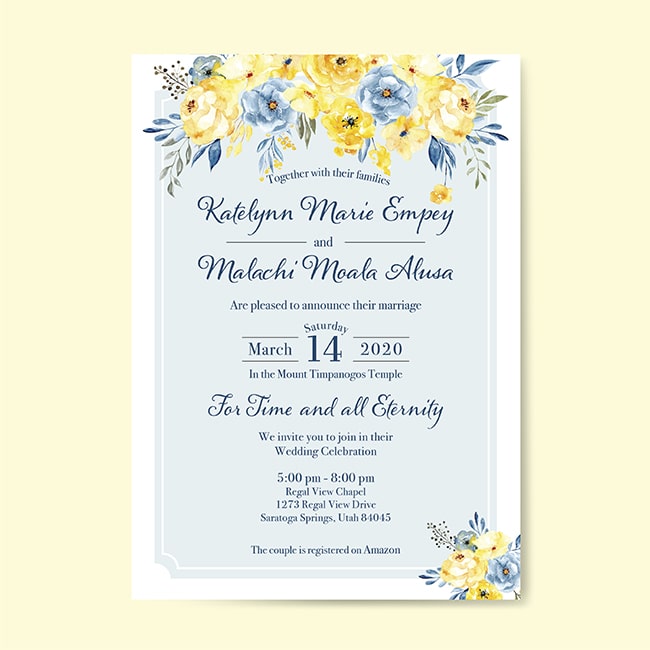 Together with their families
Katelynn Marie Empey
and
Malachi Moala Alusa
Are pleased to announce their marriage
Saturday
March 14 2020
In the Mount Timpanogos Temple
For Time and all Eternity
We invite you to join in their
Wedding Celebration
5:00 pm - 8:00 pm
Regal View Chapel
1273 Regal View Drive
Saratoga Springs, Utah 84045
The couple is registered on Amazon